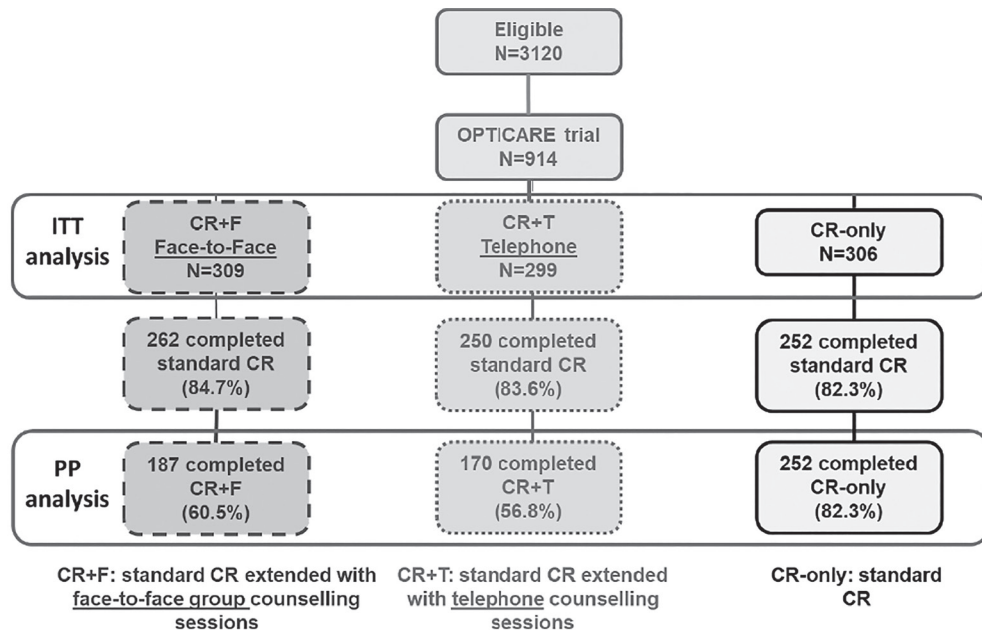 Eligible
N=3120
OPTICARE trial
N=914
ITT
analysis
CR+F
Face-to-Face
N=309
CR+T
Telephone
N=299
CR-only
N=306
262 completed
standard CR
(84.7%)
250 completed
standard CR
(83.6%)
252 completed
standard CR
(82.3%)
PP
analysis
187 completed
CR+F
(60.5%)
170 completed
CR+T
(56.8%)
252 completed
CR-only
(82.3%)
CR+F: standard CR extended with
face-to-face group counselling
sessions
CR+T: standard CR extended
with telephone counselling
sessions
CR-only: standard
CR